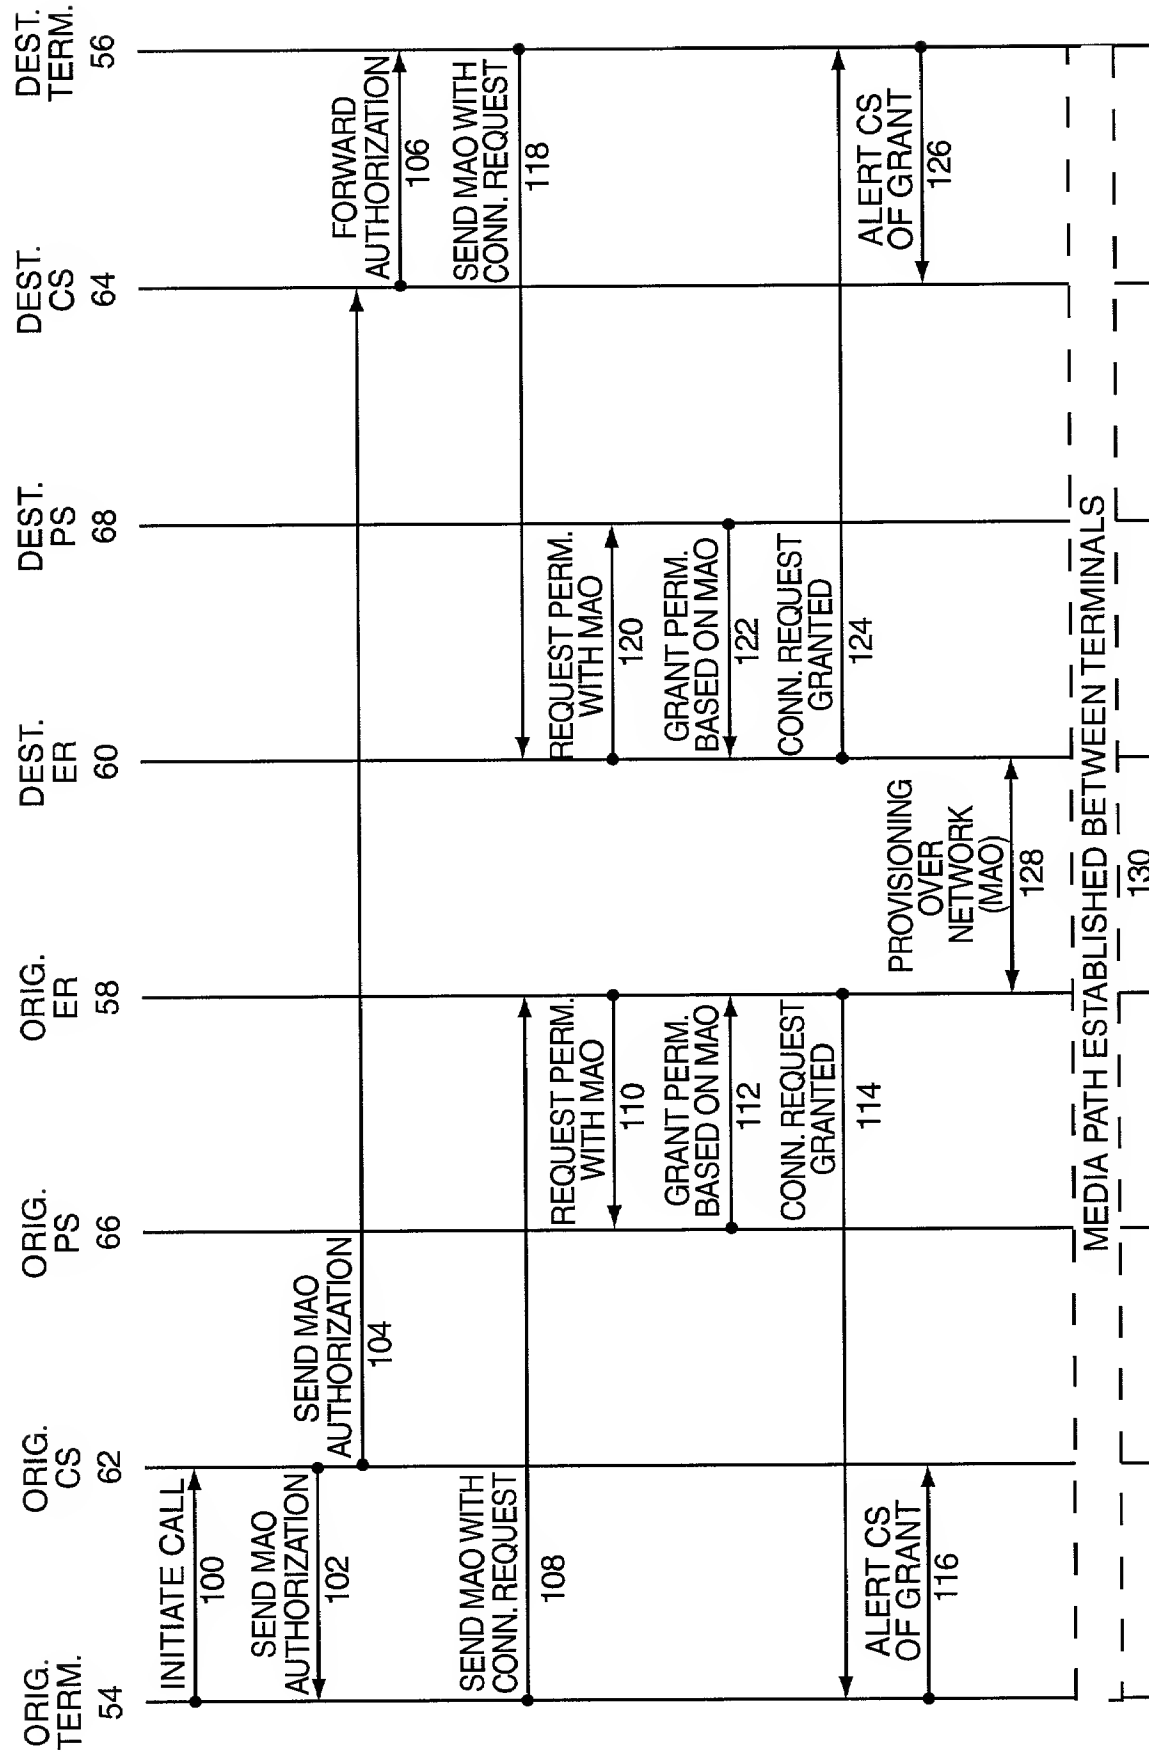 ORIG.
TERM.
54
ORIG.
CS
62
ORIG.
PS
66
ORIG.
ER
58
DEST.
ER
60
DEST.
PS
68
DEST.
CS
64
DEST.
TERM.
56
INITIATE CALL
100
SEND MAO
AUTHORIZATION
102
SEND MAO
AUTHORIZATION
104
FORWARD
AUTHORIZATION
106
SEND MAO WITH
CONN. REQUEST
108
SEND MAO WITH
CONN. REQUEST
118
REQUEST PERM.
WITH MAO
110
REQUEST PERM.
WITH MAO
120
GRANT PERM.
BASED ON MAO
112
GRANT PERM.
BASED ON MAO
122
CONN. REQUEST
GRANTED
114
CONN. REQUEST
GRANTED
124
ALERT CS
OF GRANT
116
ALERT CS
OF GRANT
126
PROVISIONING
OVER
NETWORK
(MAO)
128
MEDIA PATH ESTABLISHED BETWEEN TERMINALS
130